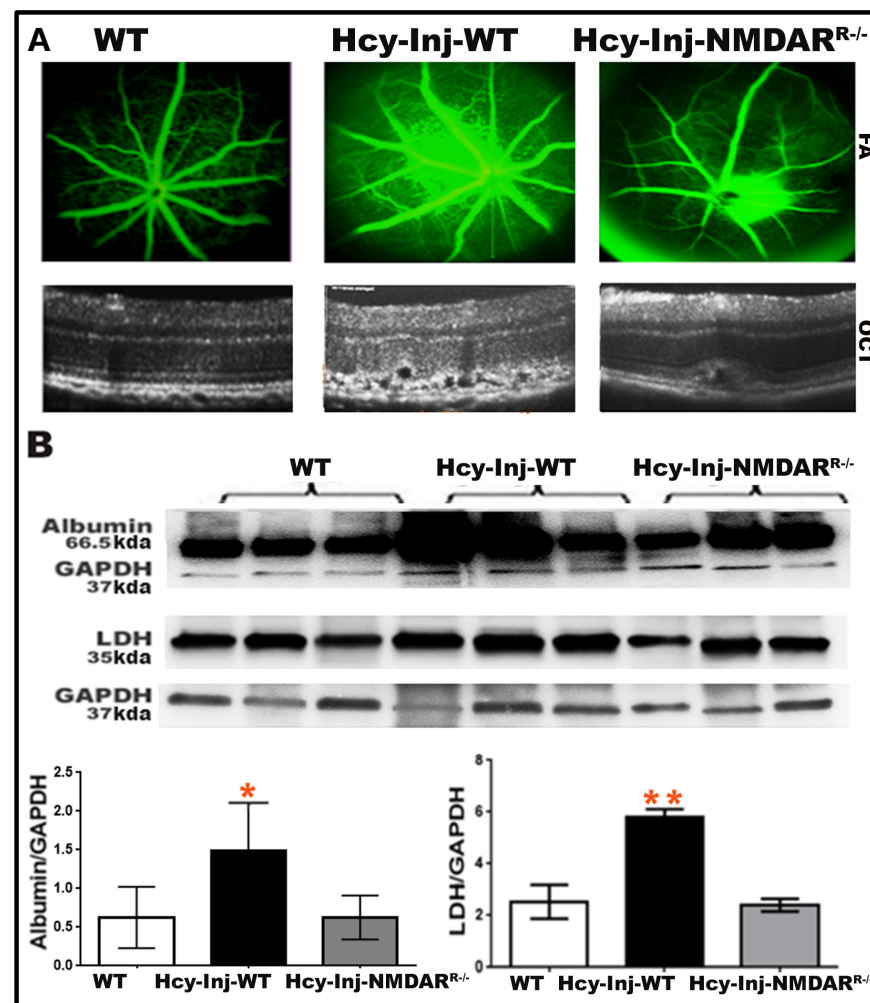 A WT Hcy-Inj-WT Hcy-Inj-NMDARR-/-
FA
OCT
B
WT Hcy-Inj-WT Hcy-Inj-NMDARR-/-
Albumin
66.5kda
GAPDH
37kda
LDH
35kda
GAPDH
37kda
Albumin/GAPDH
2.5
2.0
1.5
1.0
0.5
0.0
*
WT Hcy-Inj-WT Hcy-Inj-NMDARR-/-
LDH/GAPDH
8
6
4
2
0
**
WT Hcy-Inj-WT Hcy-Inj-NMDARR-/-